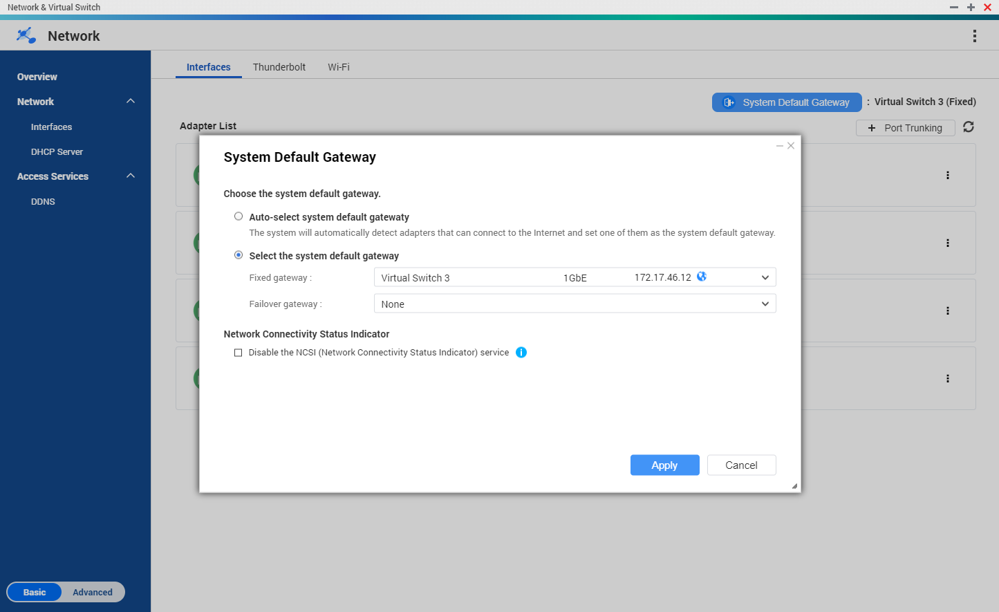 Network & Virtual Switch
Network
Overview
Network
Interfaces
DHCP Server
Access Services
DDNS
Basic
Advanced
Interfaces
Thunderbolt
Wi-Fi
System Default Gateway : Virtual Switch 3 (Fixed)
Adapter List
Port Trunking
System Default Gateway
Choose the system default gateway.
Auto-select system default gatewaty
The system will automatically detect adapters that can connect to the Internet and set one of them as the system default gateway.
Select the system default gateway
Fixed gateway : Virtual Switch 3 1GbE 172.17.46.12
Failover gateway : None
Network Connectivity Status Indicator
Disable the NCSI (Network Connectivity Status Indicator) service
Apply
Cancel